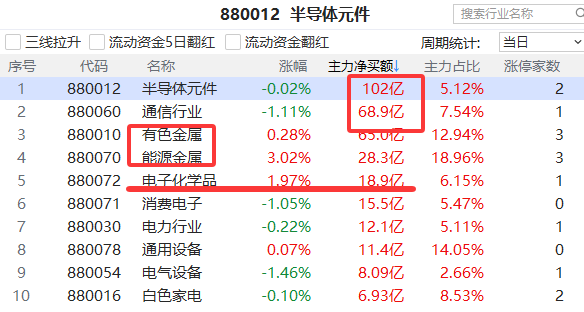 880012 半导体元件
搜索行业名称
三线拉升 流动资金5日翻红 流动资金翻红 周期统计: 当日
序号 代码 名称 涨幅 主力净买额↓ 主力占比 涨停家数
1 880012 半导体元件 -0.02% 102亿 5.12% 2
2 880060 通信行业 -1.11% 68.9亿 7.54% 1
3 880010 有色金属 0.28% 65.0亿 12.94% 3
4 880070 能源金属 3.02% 28.3亿 18.96% 3
5 880072 电子化学品 1.97% 18.9亿 6.15% 1
6 880071 消费电子 -1.05% 15.5亿 5.47% 0
7 880030 电力行业 -0.22% 12.1亿 5.11% 1
8 880078 通用设备 0.07% 11.4亿 14.05% 0
9 880054 电气设备 -1.46% 8.09亿 2.66% 1
10 880016 白色家电 -0.10% 6.93亿 8.53% 2